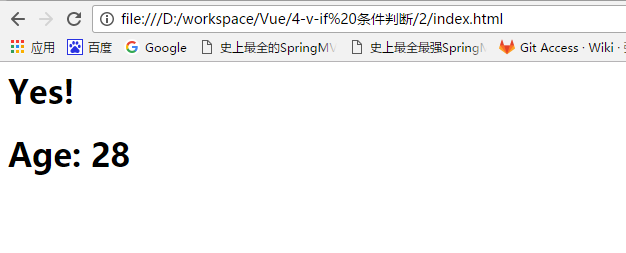 file:///D:/workspace/Vue/4-v-if%20条件判断/2/index.html
应用 百度 Google 史上最全的SpringMV 史上最全最强SpringM Git Access · Wiki ·
Yes!
Age: 28